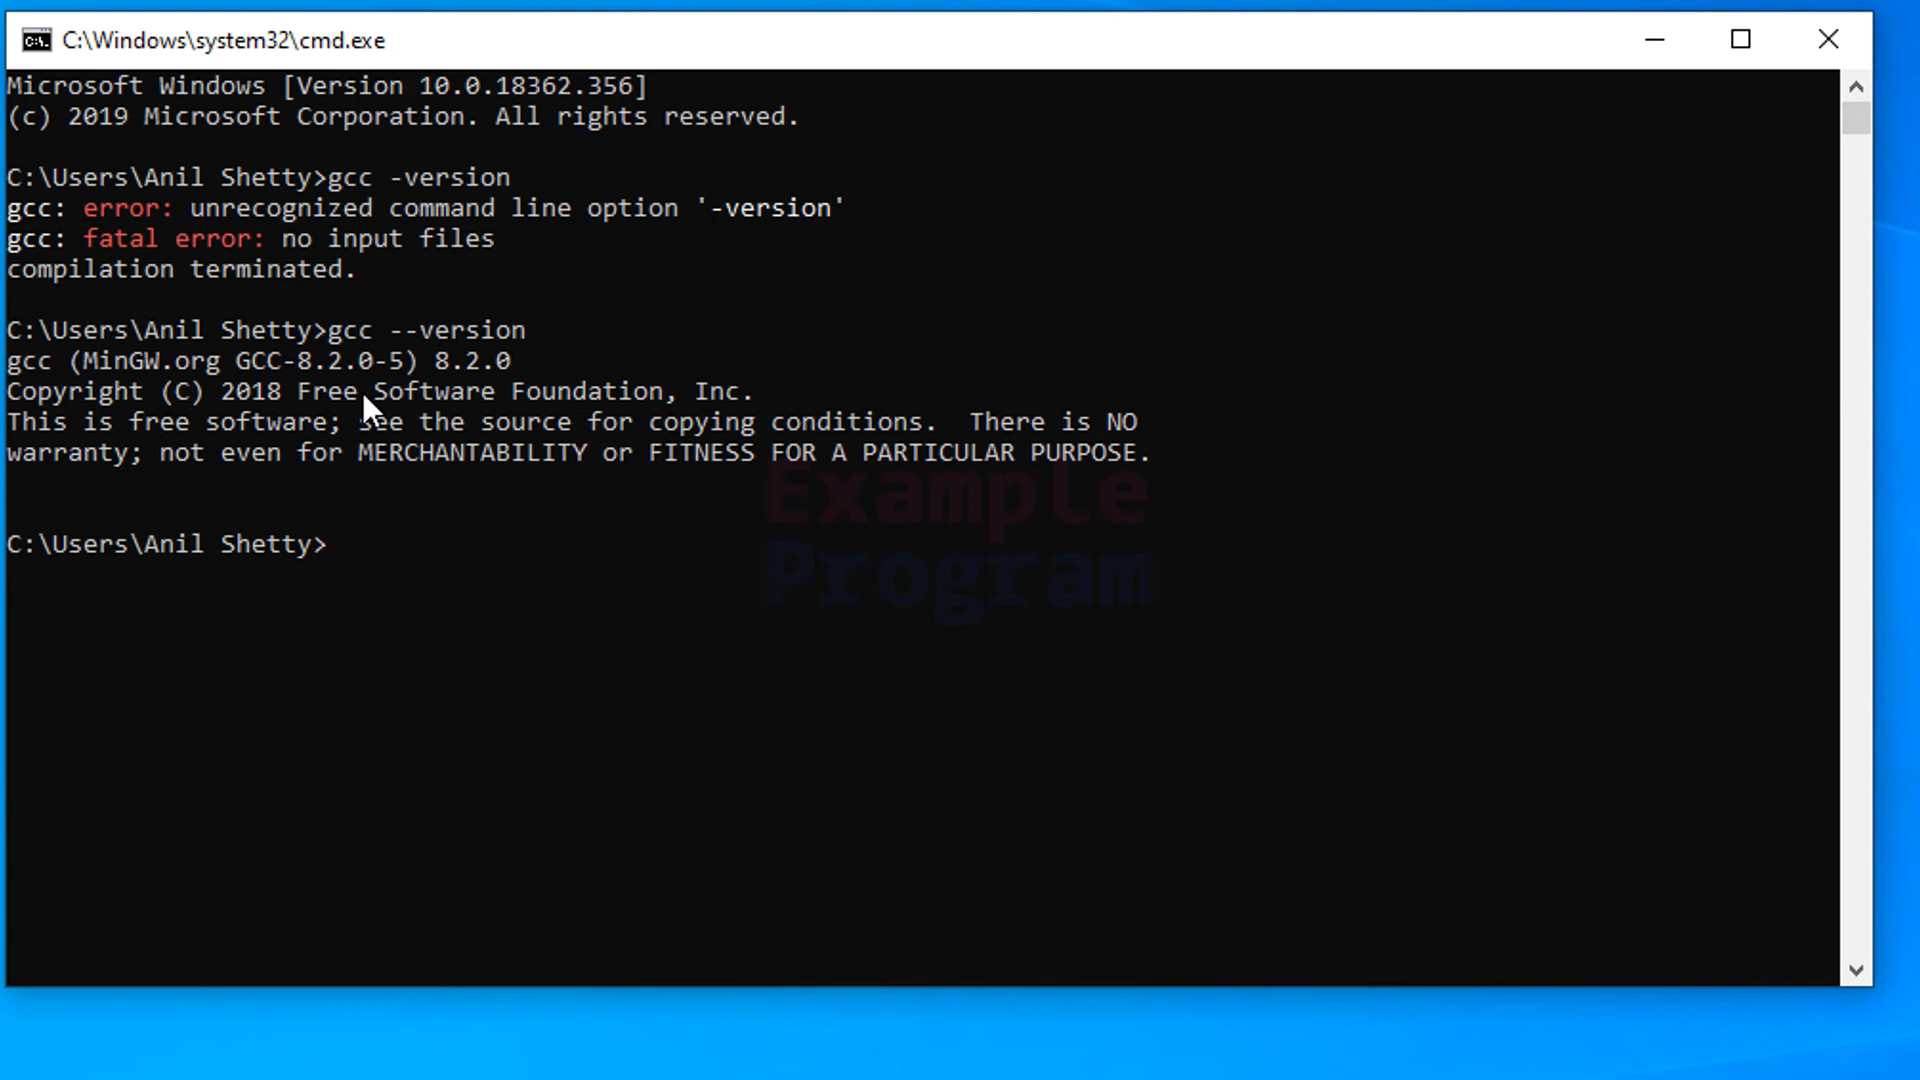 C:\Windows\system32\cmd.exe
Microsoft Windows [Version 10.0.18362.356]
(c) 2019 Microsoft Corporation. All rights reserved.
C:\Users\Anil Shetty>gcc -version
gcc: error: unrecognized command line option '-version'
gcc: fatal error: no input files
compilation terminated.
C:\Users\Anil Shetty>gcc --version
gcc (MinGW.org GCC-8.2.0-5) 8.2.0
Copyright (C) 2018 Free Software Foundation, Inc.
This is free software; see the source for copying conditions.  There is NO
warranty; not even for MERCHANTABILITY or FITNESS FOR A PARTICULAR PURPOSE.
Example
Program
C:\Users\Anil Shetty>